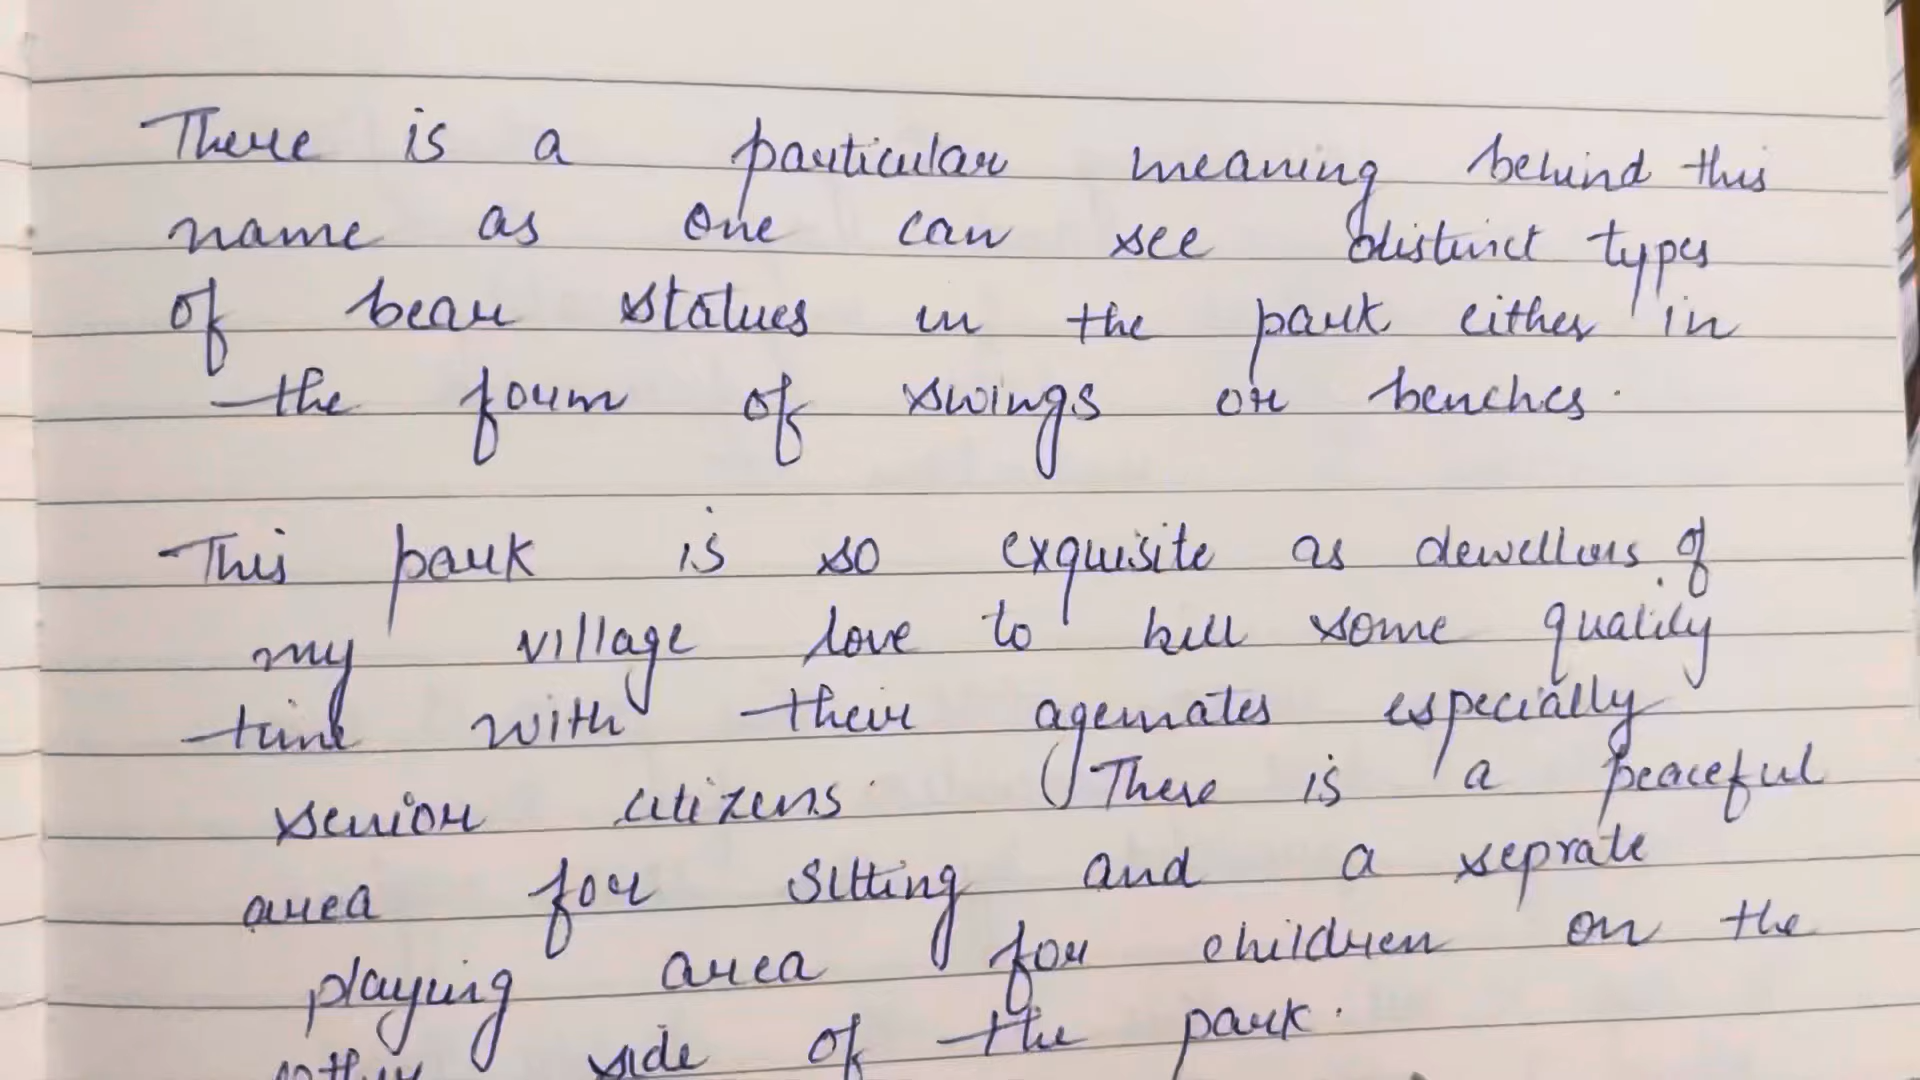 There is a particular meaning behind this
name as one can see distinct types
of bear statues in the park either in
the form of swings or benches.
This park is so exquisite as dewellers of
my village love to kill some quality
time with their agemates especially
senior citizens. There is a peaceful
area for sitting and a seprate
playing area for children on the
other side of the park.